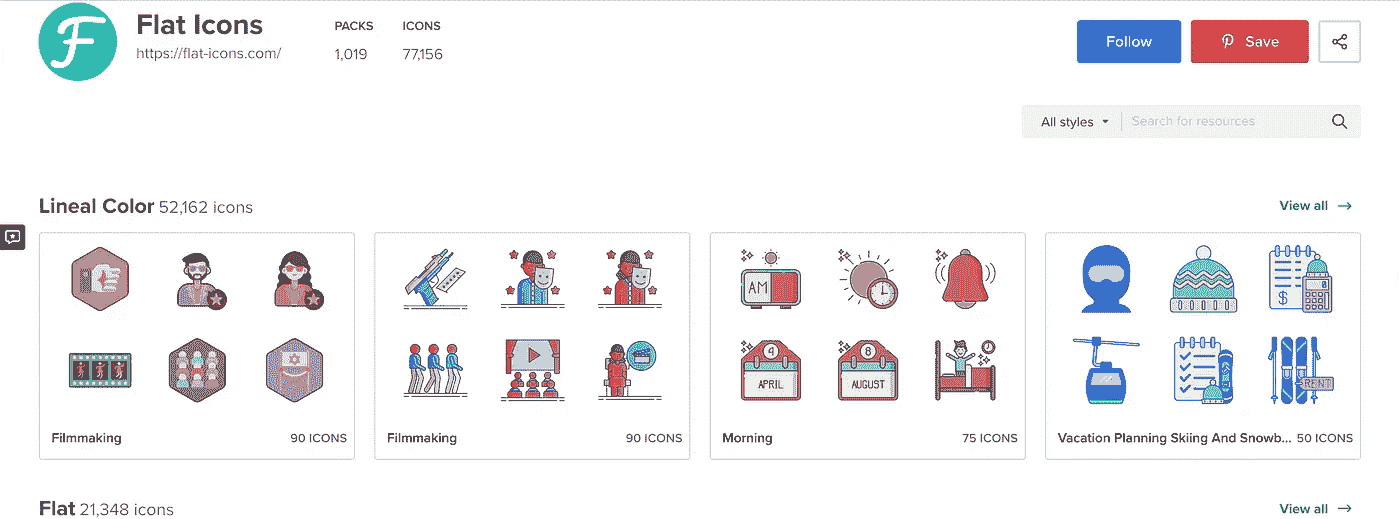 Flat Icons
https://flat-icons.com/
PACKS
1,019
ICONS
77,156
Follow
Save
All styles
Search for resources
Lineal Color 52,162 icons
View all
AM
4
APRIL
8
AUGUST
$
0
RENT
Filmmaking
90 ICONS
Filmmaking
90 ICONS
Morning
75 ICONS
Vacation Planning Skiing And Snowb...
50 ICONS
Flat 21,348 icons
View all